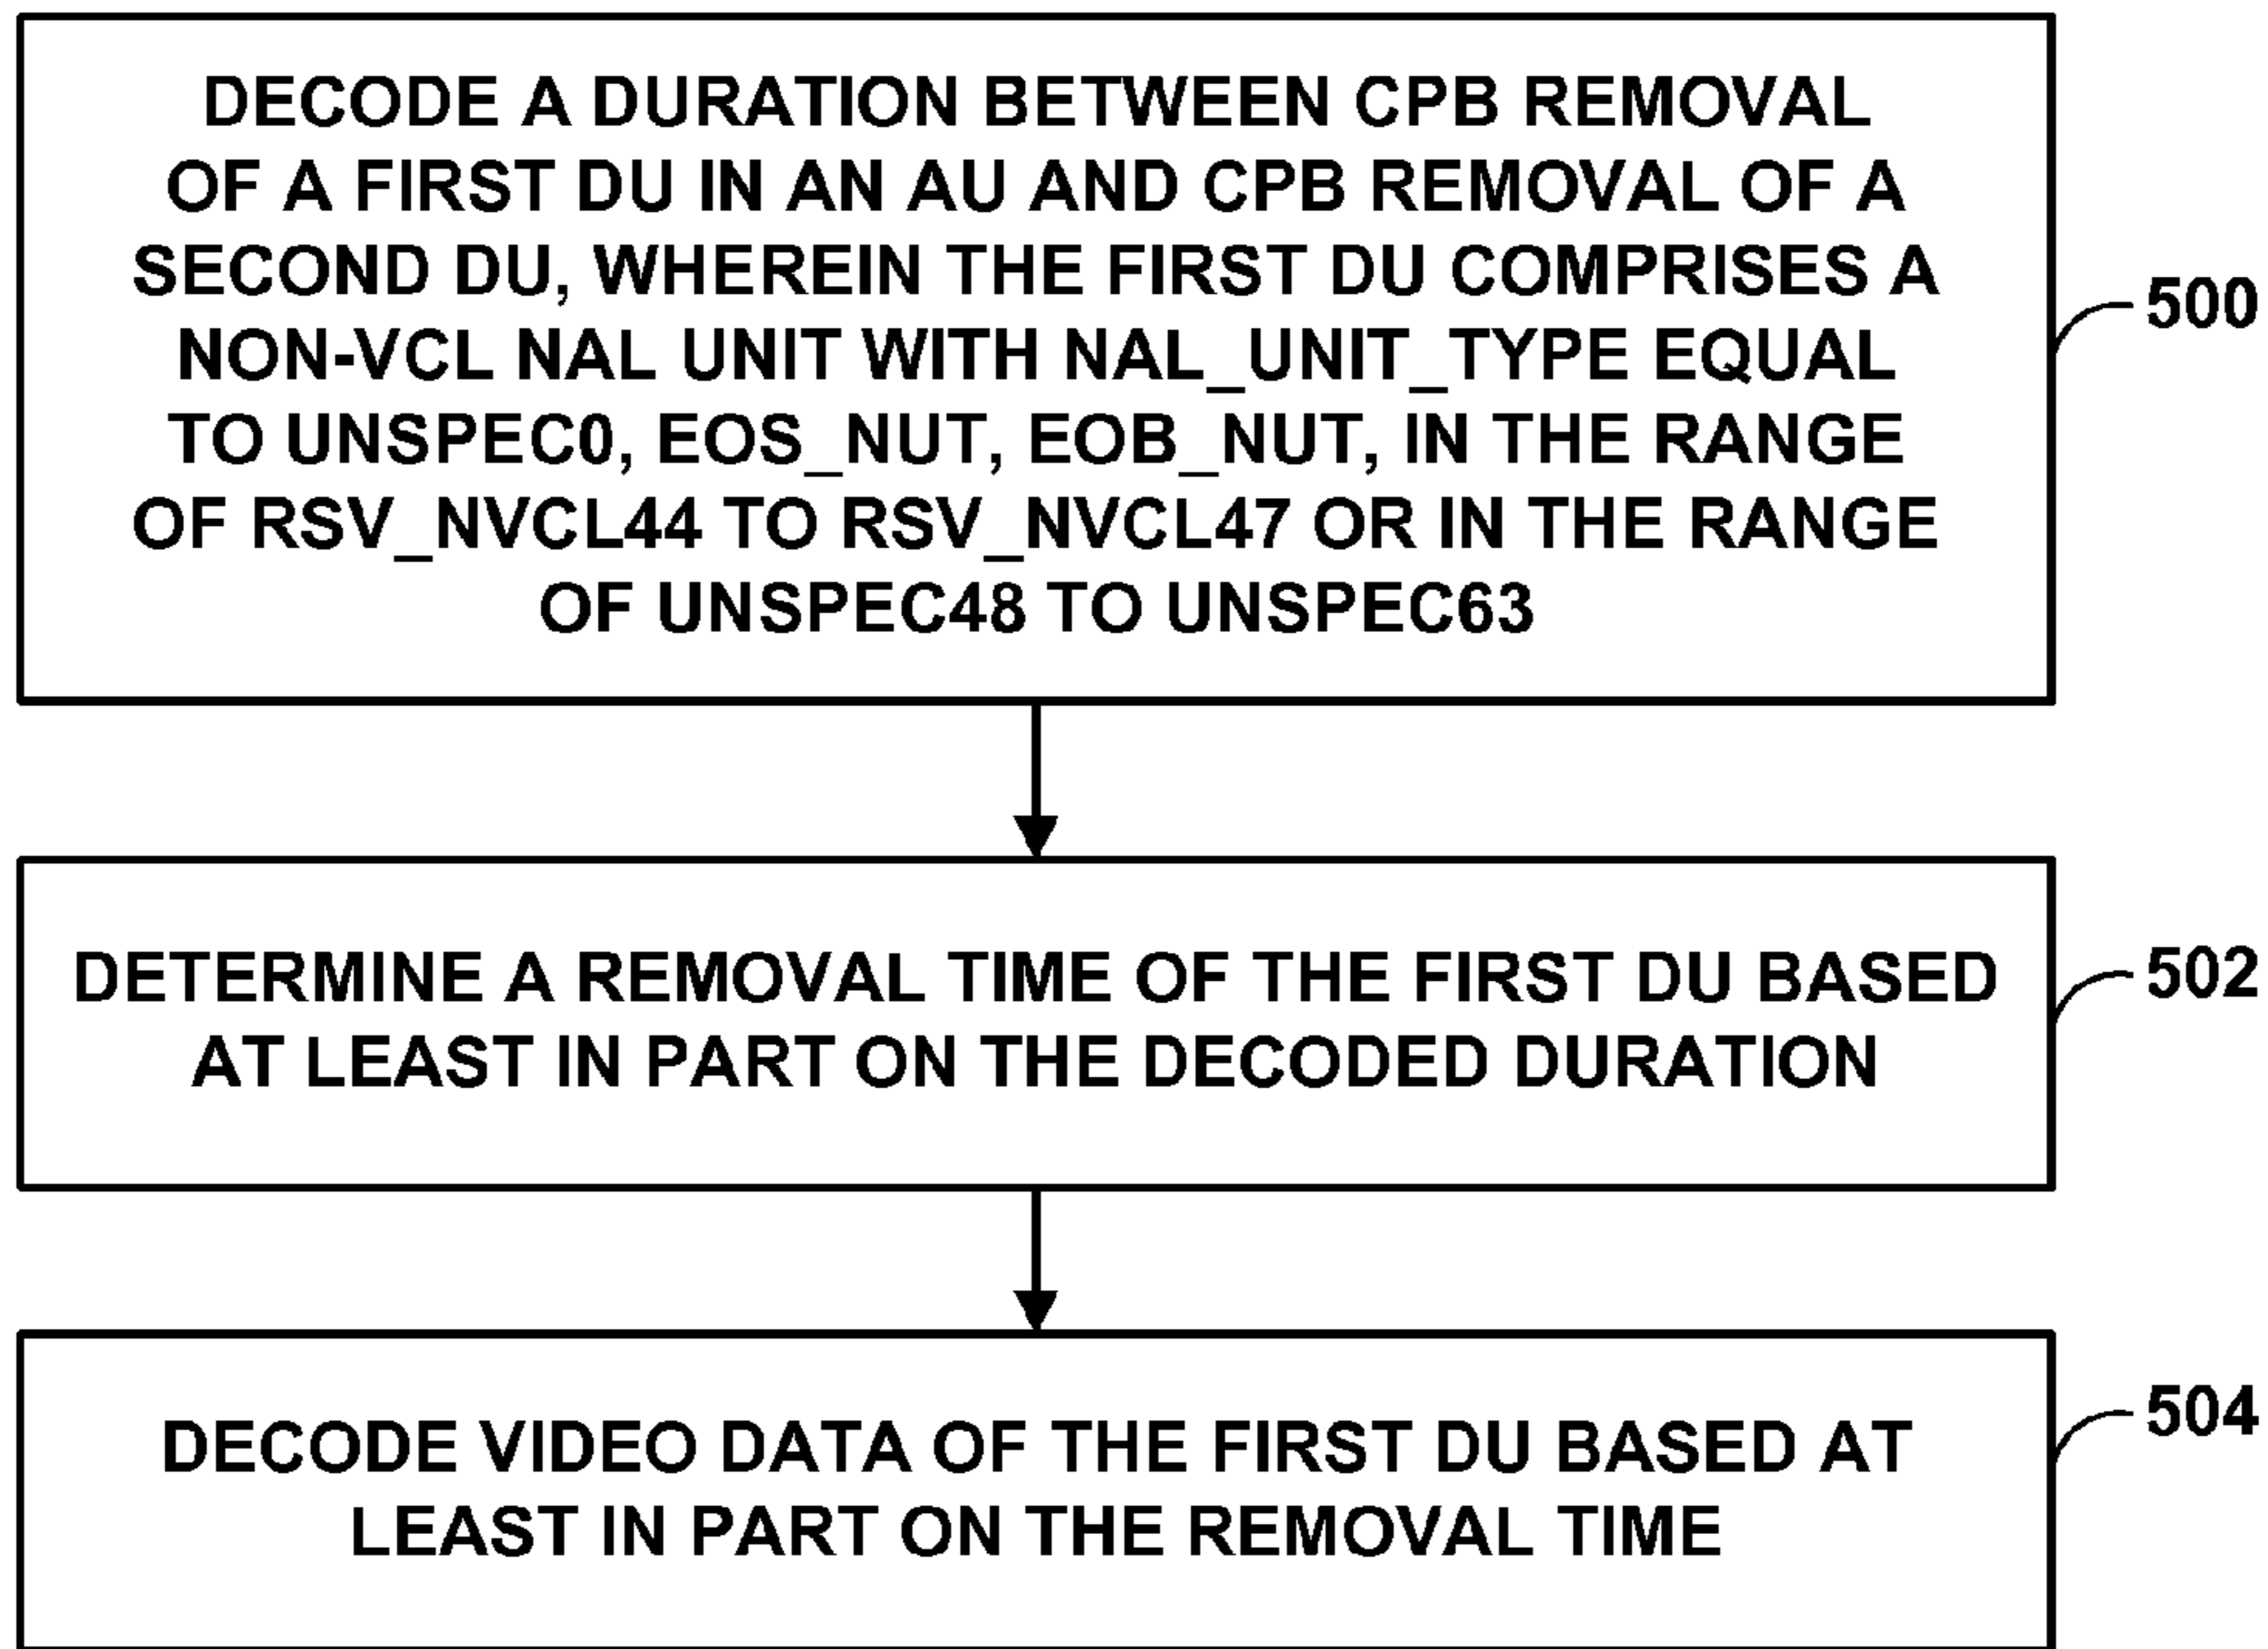 DECODE A DURATION BETWEEN CPB REMOVAL
OF A FIRST DU IN AN AU AND CPB REMOVAL OF A
SECOND DU, WHEREIN THE FIRST DU COMPRISES A
NON-VCL NAL UNIT WITH NAL_UNIT_TYPE EQUAL
TO UNSPEC0, EOS_NUT, EOB_NUT, IN THE RANGE
OF RSV_NVCL44 TO RSV_NVCL47 OR IN THE RANGE
OF UNSPEC48 TO UNSPEC63
500
DETERMINE A REMOVAL TIME OF THE FIRST DU BASED
AT LEAST IN PART ON THE DECODED DURATION
502
DECODE VIDEO DATA OF THE FIRST DU BASED AT
LEAST IN PART ON THE REMOVAL TIME
504